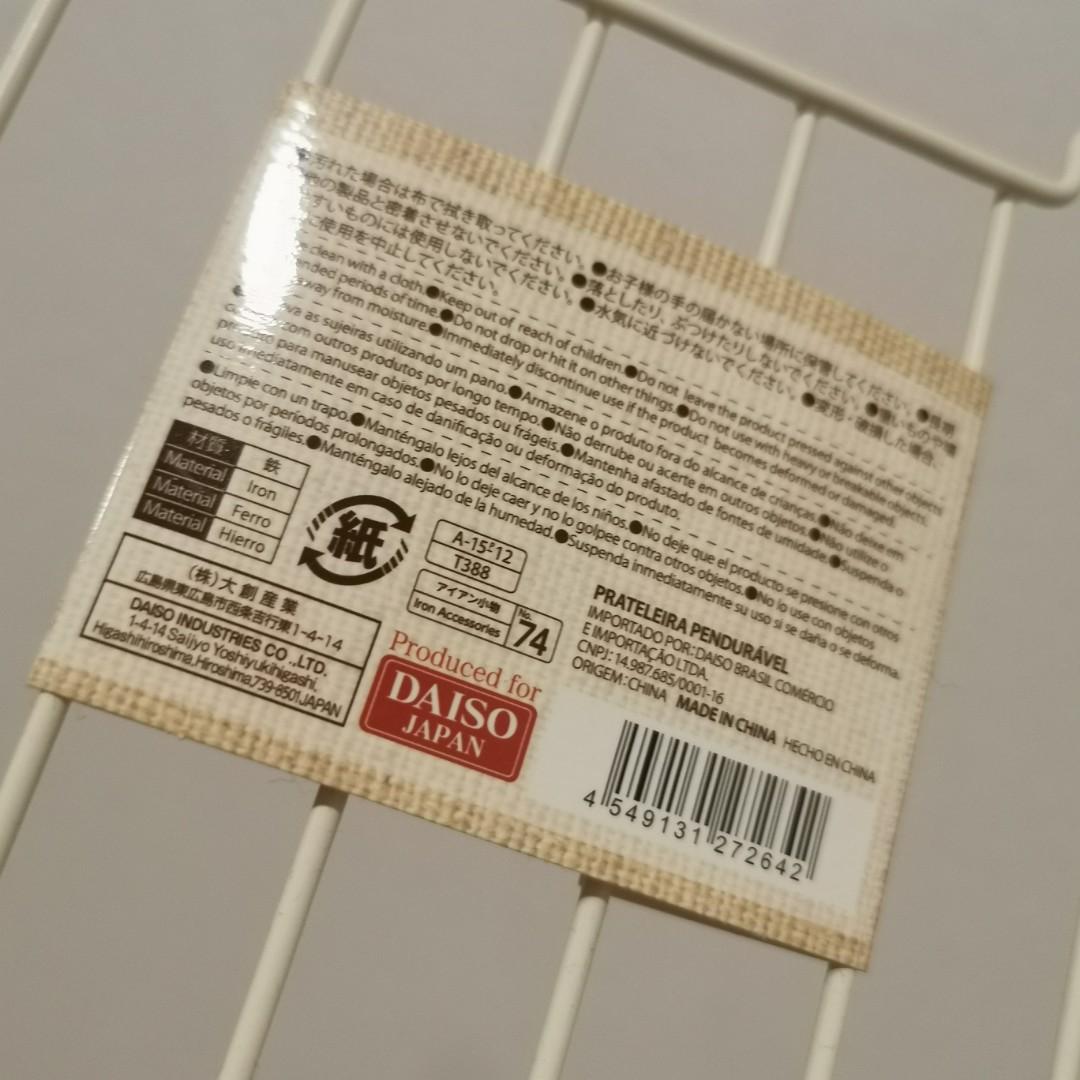 汚れた場合は布で拭き取ってください。●お子様の手の届かない場所に保管してください。●長期
の製品と密着させないでください。●落としたり、ぶつけたりしないでください。●重いものや壊
すいものには使用しないでください。●水気に近づけないでください。●変形・破損した場合、
使用を中止してください。
clean with a cloth.●Keep out of reach of children.●Do not leave the product pressed against other objects
periods of time.●Do not drop or hit it on other things.●Do not use with heavy or breakable objects.
away from moisture.●Immediately discontinue use if the product becomes deformed or damaged.
as sujeiras utilizando um pano.●Armazene o produto fora do alcance de crianças.●Não deixe em
com outros produtos por longo tempo.●Não derrube ou acerte em outros objetos.●Não utilize o
para manusear objetos pesados ou frágeis.●Mantenha afastado de fontes de umidade.●Suspenda o
uso imediatamente em caso de danificação ou deformação do produto.
●Limpie con un trapo.●Manténgalo lejos del alcance de los niños.●No deje que el producto se presione con otros
objetos por períodos prolongados.●No lo deje caer y no lo golpee contra otros objetos.●No lo use con objetos
pesados o frágiles.●Manténgalo alejado de la humedad.●Suspenda inmediatamente su uso si se daña o se deforma.
材質 鉄
Material Iron
Material Ferro
Material Hierro
紙
A-15 12
T388
アイアン小物
Iron Accessories
No.
74
(株)大創産業
広島県東広島市西条吉行東1-4-14
DAISO INDUSTRIES CO.,LTD.
1-4-14 Saijyo Yoshiyukihigashi,
Higashihiroshima,Hiroshima,739-8501,JAPAN
Produced for
DAISO
JAPAN
PRATELEIRA PENDURÁVEL
IMPORTADO POR:DAISO BRASIL COMÉRCIO
E IMPORTAÇÃO LTDA.
CNPJ:14.987.685/0001-16
ORIGEM:CHINA MADE IN CHINA HECHO EN CHINA
4 549131 272642